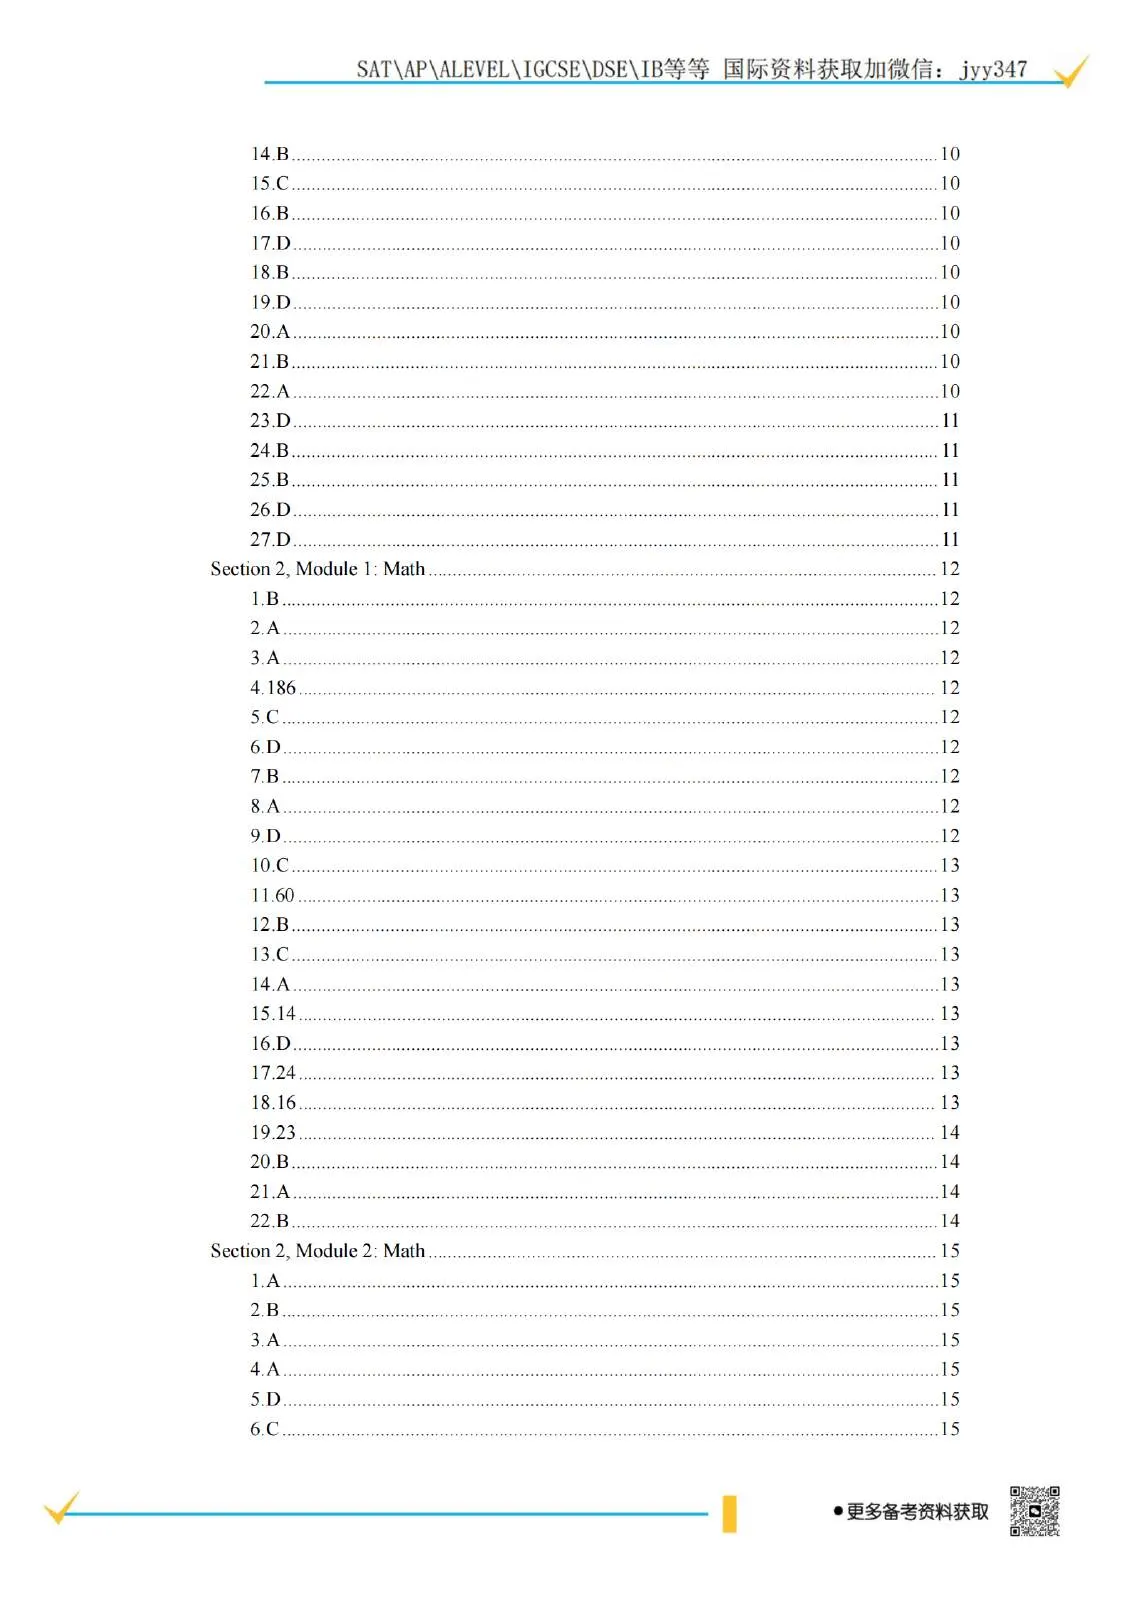 SAT\AP\ALEVEL\IGCSE\DSE\IB等等 国际资料获取加微信：jyy347
14.B 10
15.C 10
16.B 10
17.D 10
18.B 10
19.D 10
20.A 10
21.B 10
22.A 10
23.D 11
24.B 11
25.B 11
26.D 11
27.D 11
Section 2, Module 1: Math 12
1.B 12
2.A 12
3.A 12
4.186 12
5.C 12
6.D 12
7.B 12
8.A 12
9.D 12
10.C 13
11.60 13
12.B 13
13.C 13
14.A 13
15.14 13
16.D 13
17.24 13
18.16 13
19.23 14
20.B 14
21.A 14
22.B 14
Section 2, Module 2: Math 15
1.A 15
2.B 15
3.A 15
4.A 15
5.D 15
6.C 15
●更多备考资料获取